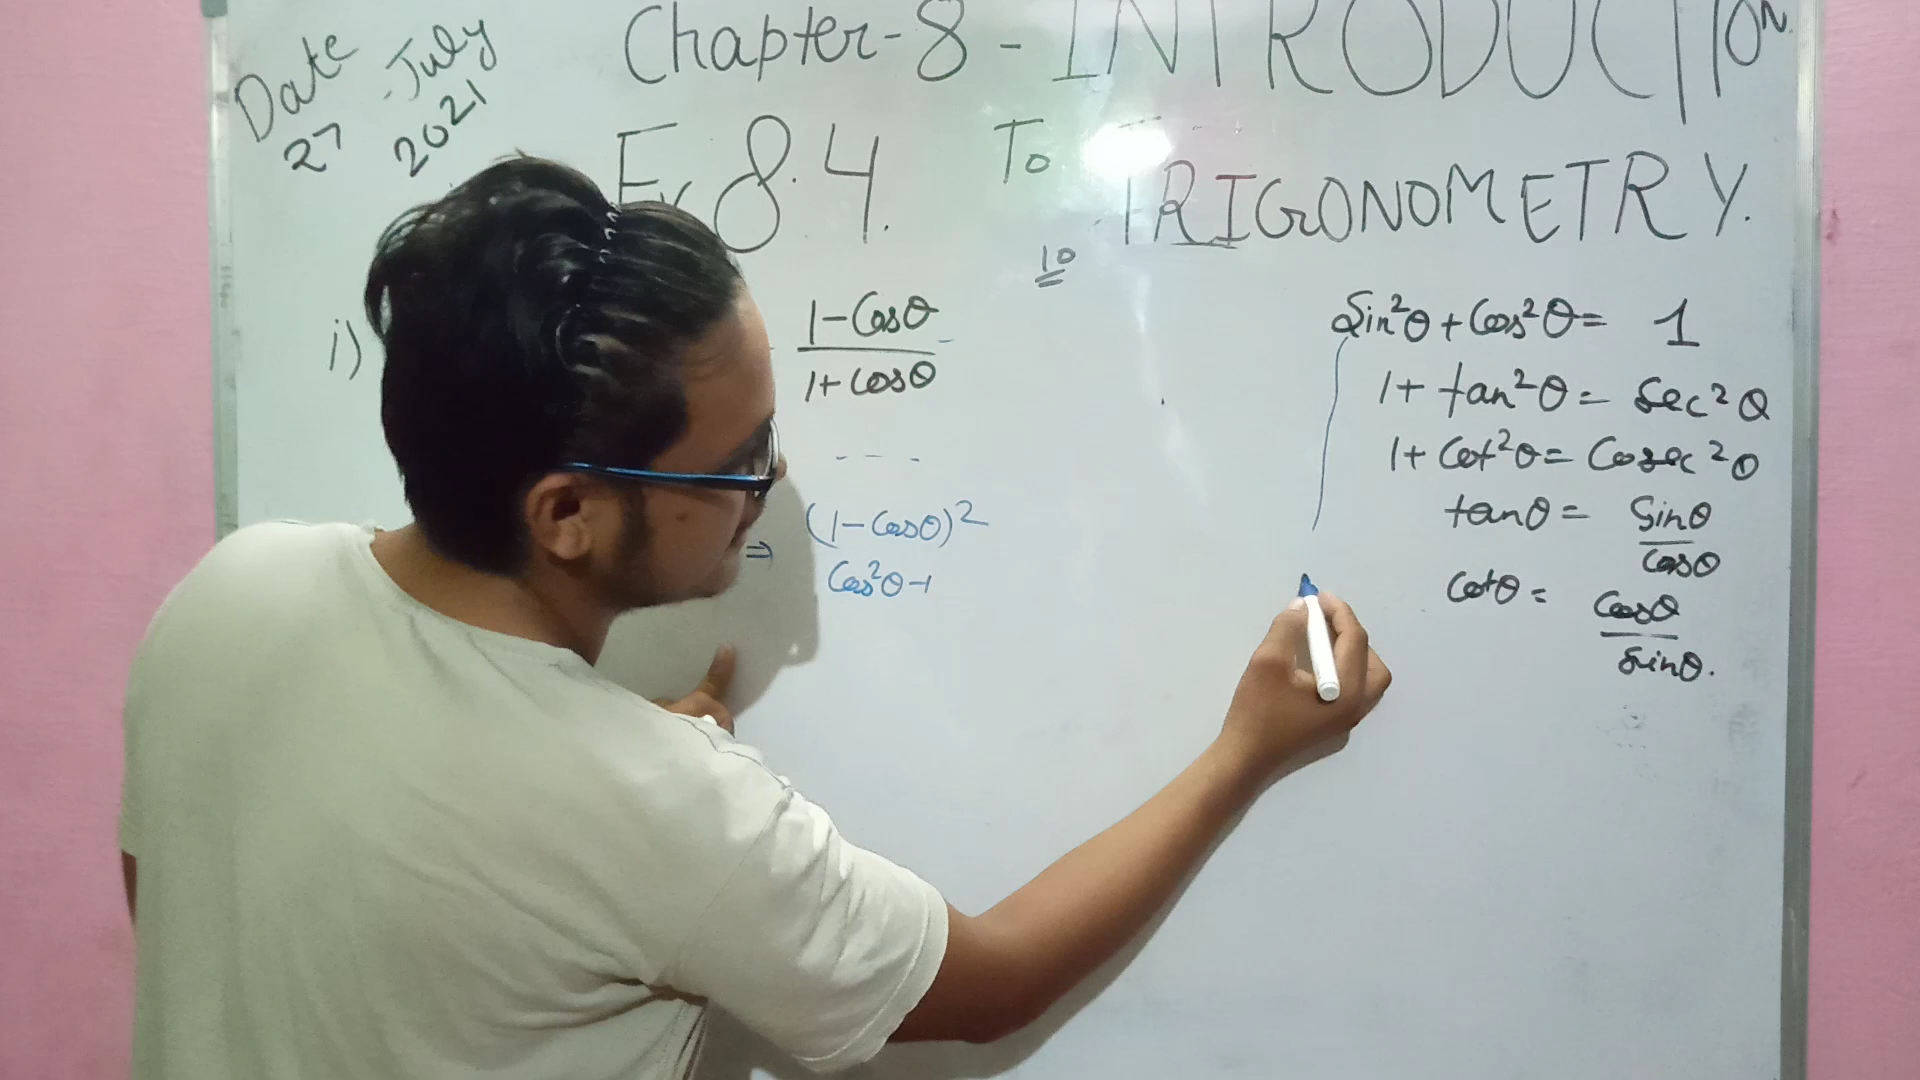 Date
27 - July
2021
Chapter-8 - INTRODUCTION
Ex 8.4. To TRIGONOMETRY.
10
i)
1-Cosθ
1+Cosθ
⇒ (1-Cosθ)²
Cos²θ-1
Sin²θ+Cos²θ= 1
1+ tan²θ= Sec²θ
1+ Cot²θ= Cosec²θ
tanθ= Sinθ
Cosθ
Cotθ= Cosθ
Sinθ.